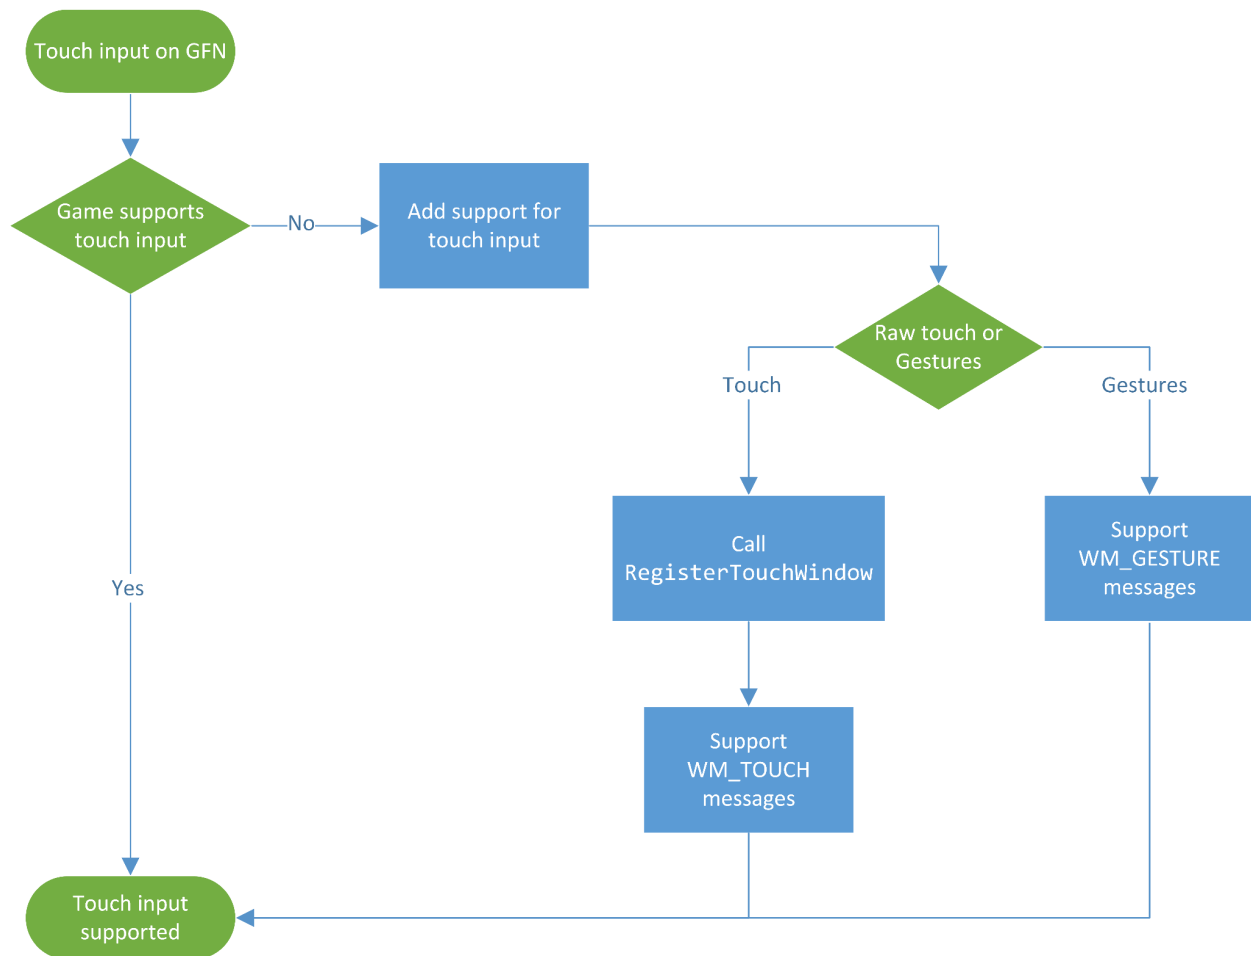 Touch input on GFN
Game supports
touch input
No
Add support for
touch input
Raw touch or
Gestures
Touch
Gestures
Call
RegisterTouchWindow
Support
WM_GESTURE
messages
Yes
Support
WM_TOUCH
messages
Touch input
supported